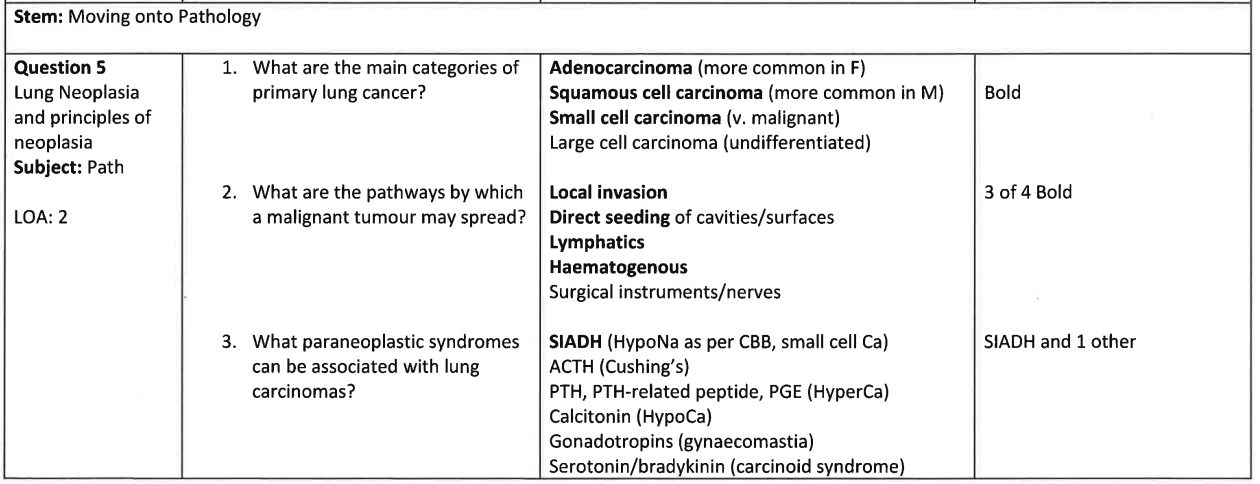 Stem: Moving onto Pathology
Question 5
Lung Neoplasia
and principles of
neoplasia
Subject: Path
LOA: 2
1. What are the main categories of
primary lung cancer?
Adenocarcinoma (more common in F)
Squamous cell carcinoma (more common in M)
Small cell carcinoma (v. malignant)
Large cell carcinoma (undifferentiated)
Bold
2. What are the pathways by which
a malignant tumour may spread?
Local invasion
Direct seeding of cavities/surfaces
Lymphatics
Haematogenous
Surgical instruments/nerves
3 of 4 Bold
3. What paraneoplastic syndromes
can be associated with lung
carcinomas?
SIADH (HypoNa as per CBB, small cell Ca)
ACTH (Cushing's)
PTH, PTH-related peptide, PGE (HyperCa)
Calcitonin (HypoCa)
Gonadotropins (gynaecomastia)
Serotonin/bradykinin (carcinoid syndrome)
SIADH and 1 other